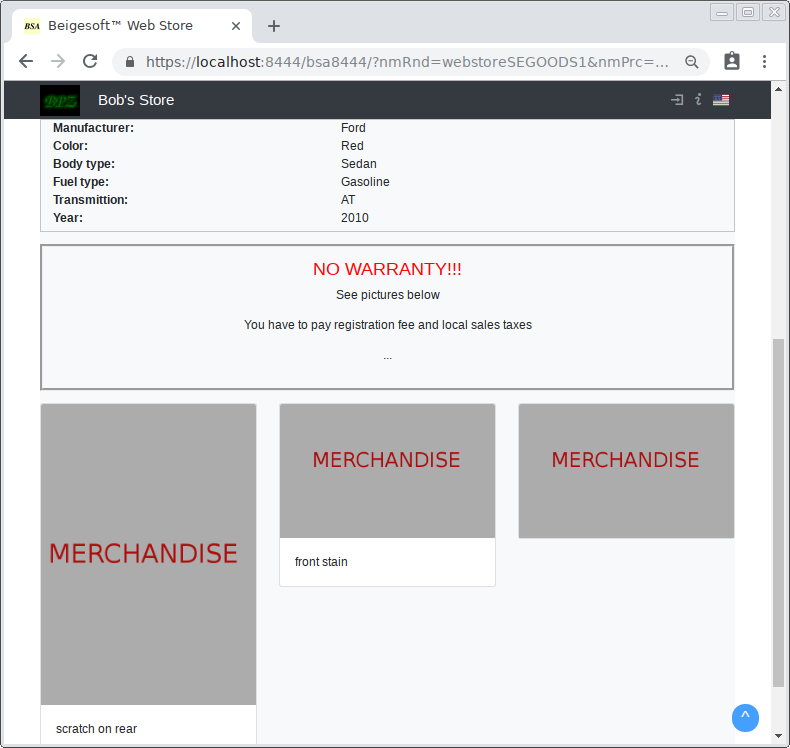 BSA Beigesoft™ Web Store
https://localhost:8444/bsa8444/?nmRnd=webstoreSEGOODS1&nmPrc=...
BPZ Bob's Store
Manufacturer: Ford
Color: Red
Body type: Sedan
Fuel type: Gasoline
Transmittion: AT
Year: 2010
NO WARRANTY!!!
See pictures below
You have to pay registration fee and local sales taxes
...
MERCHANDISE
scratch on rear
MERCHANDISE
front stain
MERCHANDISE